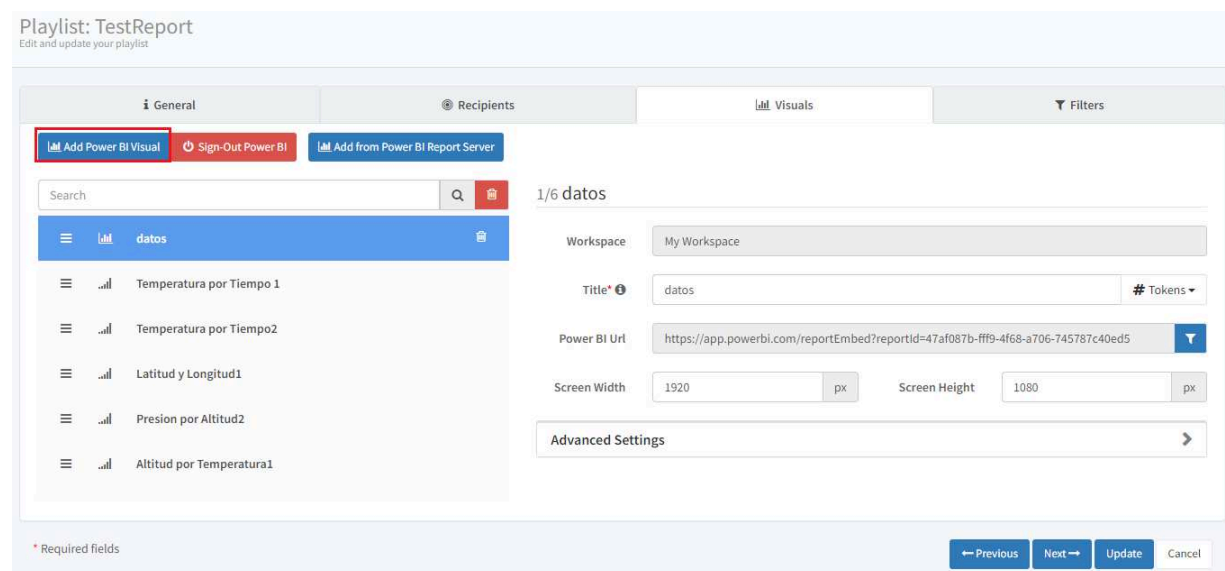 Playlist: TestReport
Edit and update your playlist
General
Recipients
Visuals
Filters
Add Power BI Visual
Sign-Out Power BI
Add from Power BI Report Server
Search
datos
Temperatura por Tiempo 1
Temperatura por Tiempo2
Latitud y Longitud1
Presion por Altitud2
Altitud por Temperatura1
1/6 datos
Workspace My Workspace
Title* datos # Tokens
Power BI Url https://app.powerbi.com/reportEmbed?reportId=47af087b-fff9-4f68-a706-745787c40ed5
Screen Width 1920 px Screen Height 1080 px
Advanced Settings
* Required fields
Previous Next Update Cancel